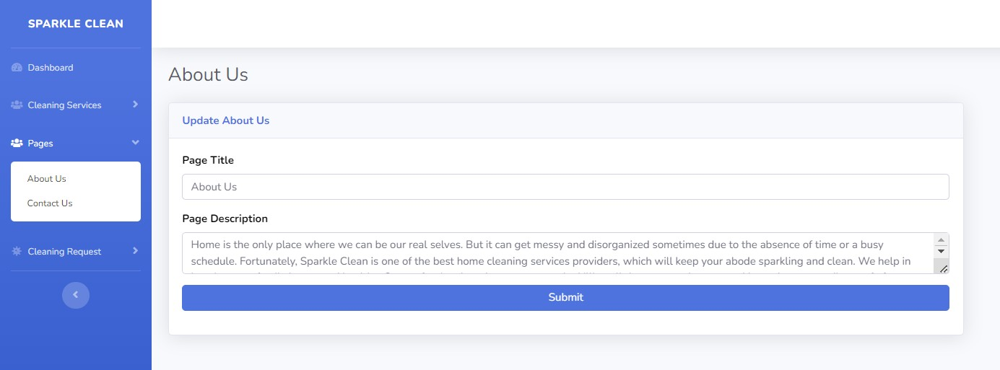 SPARKLE CLEAN
Dashboard
Cleaning Services
Pages
About Us
Contact Us
Cleaning Request
About Us
Update About Us
Page Title
About Us
Page Description
Home is the only place where we can be our real selves. But it can get messy and disorganized sometimes due to the absence of time or a busy
schedule. Fortunately, Sparkle Clean is one of the best home cleaning services providers, which will keep your abode sparkling and clean. We help in
Submit